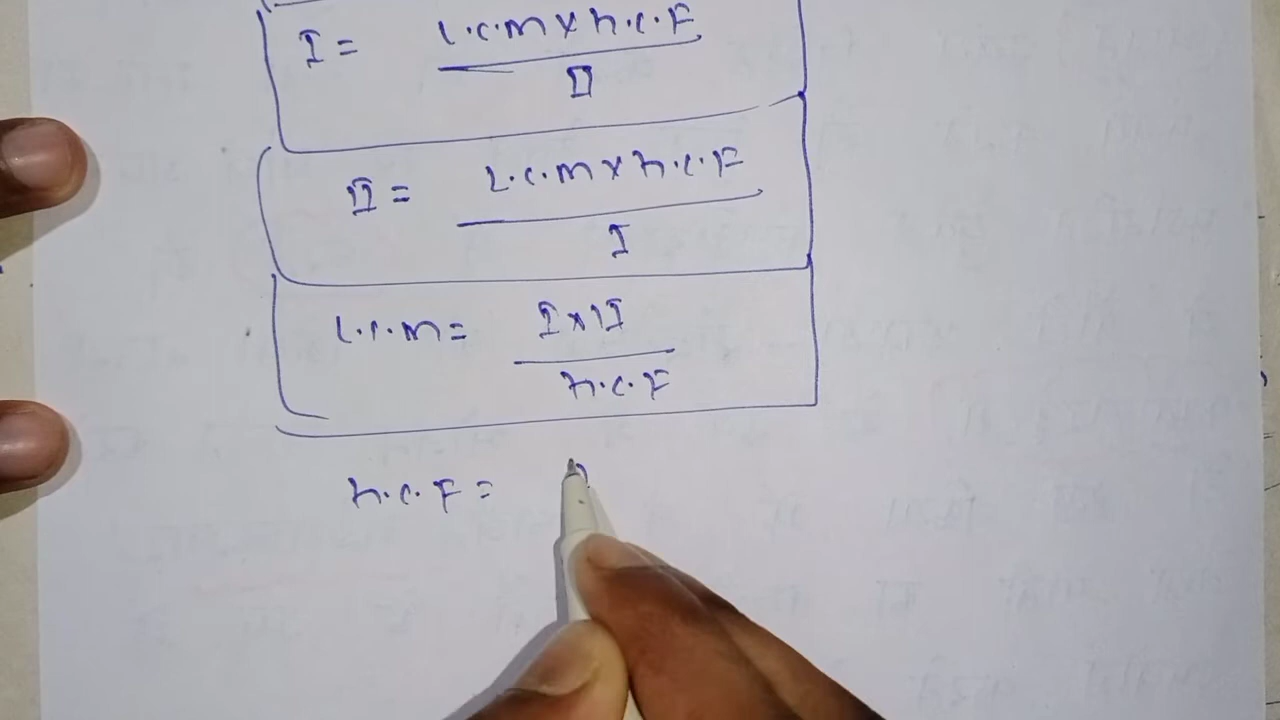 I = L.C.M x H.C.F
II
II = L.C.M x H.C.F
I
L.C.M = I x II
H.C.F
H.C.F =